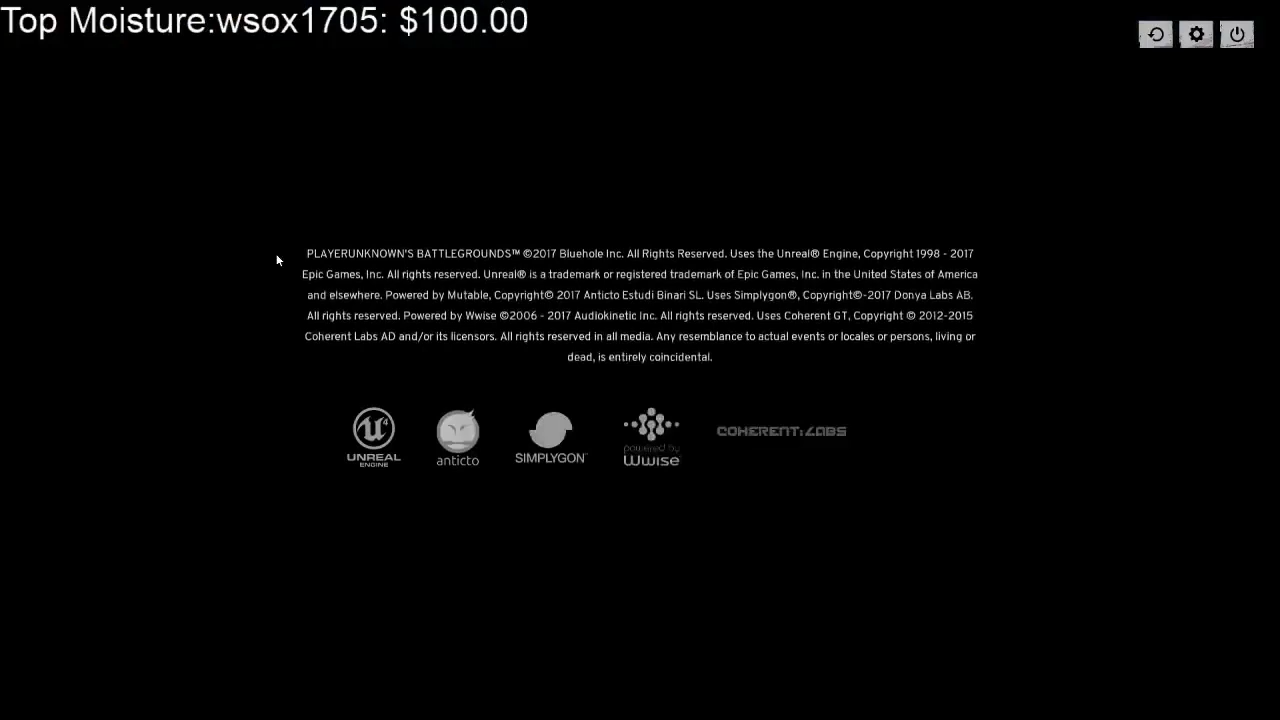 Top Moisture:wsox1705: $100.00
PLAYERUNKNOWN'S BATTLEGROUNDS™ ©2017 Bluehole Inc. All Rights Reserved. Uses the Unreal® Engine, Copyright 1998 - 2017
Epic Games, Inc. All rights reserved. Unreal® is a trademark or registered trademark of Epic Games, Inc. in the United States of America
and elsewhere. Powered by Mutable, Copyright© 2017 Anticto Estudi Binari SL. Uses Simplygon®, Copyright©-2017 Donya Labs AB.
All rights reserved. Powered by Wwise ©2006 - 2017 Audiokinetic Inc. All rights reserved. Uses Coherent GT, Copyright © 2012-2015
Coherent Labs AD and/or its licensors. All rights reserved in all media. Any resemblance to actual events or locales or persons, living or
dead, is entirely coincidental.
U4
UNREAL
ENGINE
anticto
SIMPLYGON™
powered by
Wwise
COHERENT:LABS